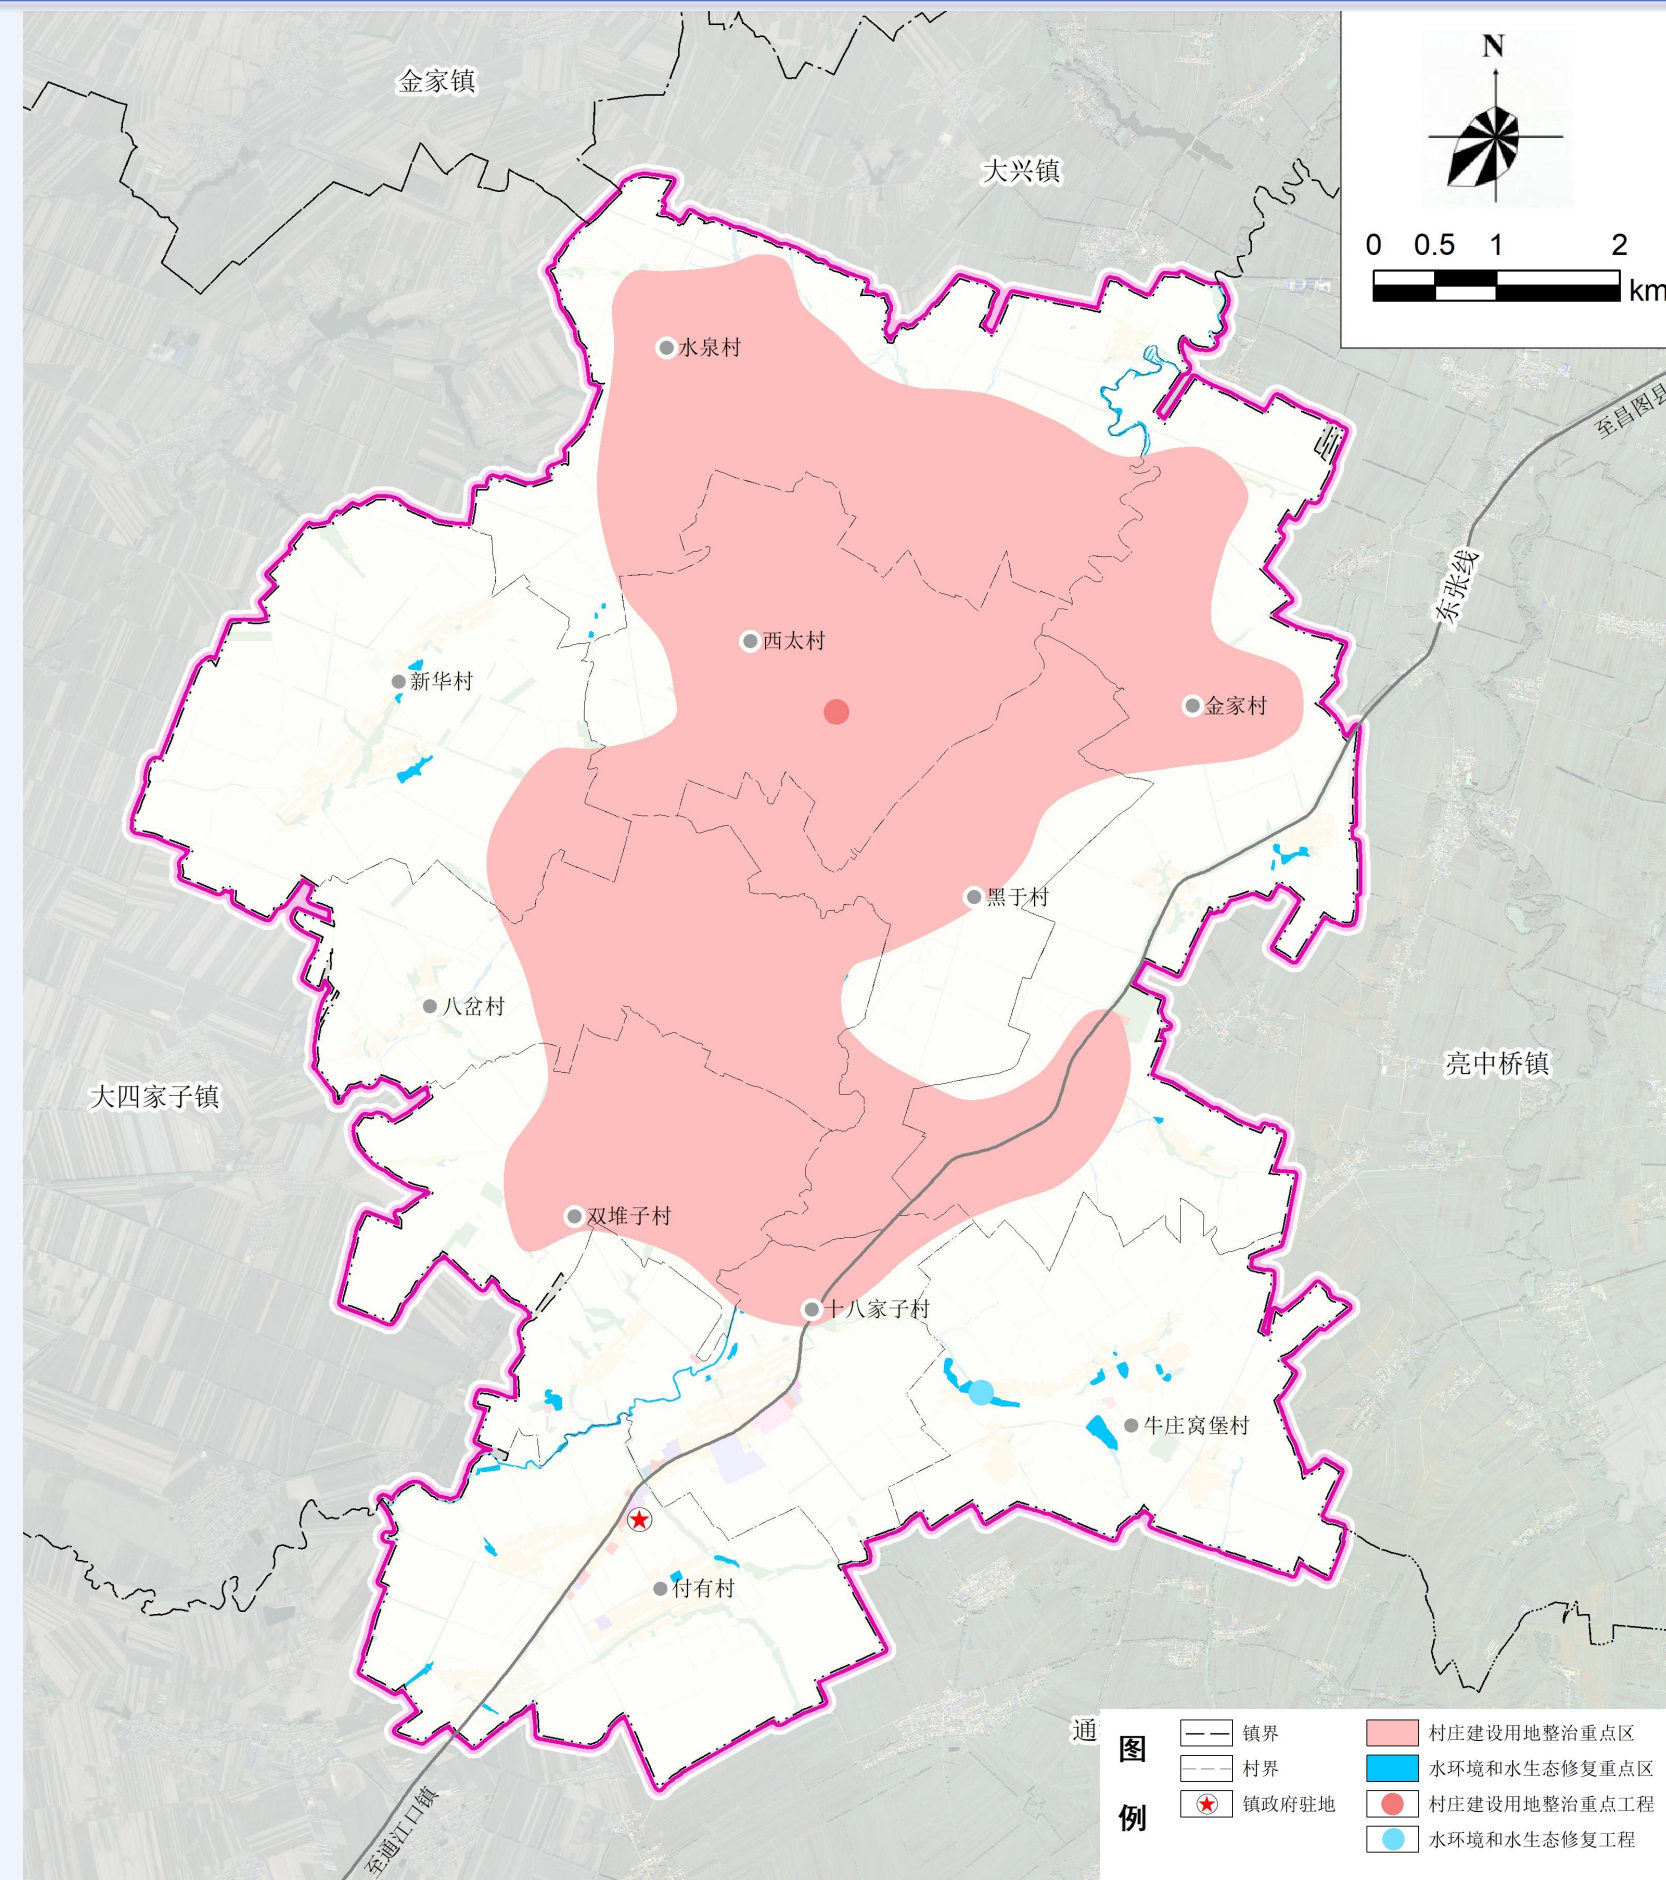 金家镇
大兴镇
N
0 0.5 1 2
km
水泉村
至昌图县
东张线
西太村
新华村
金家村
黑于村
八岔村
亮中桥镇
大四家子镇
双堆子村
十八家子村
牛庄窝堡村
付有村
至通江口镇
通
图例
镇界
村界
镇政府驻地
村庄建设用地整治重点区
水环境和水生态修复重点区
村庄建设用地整治重点工程
水环境和水生态修复工程